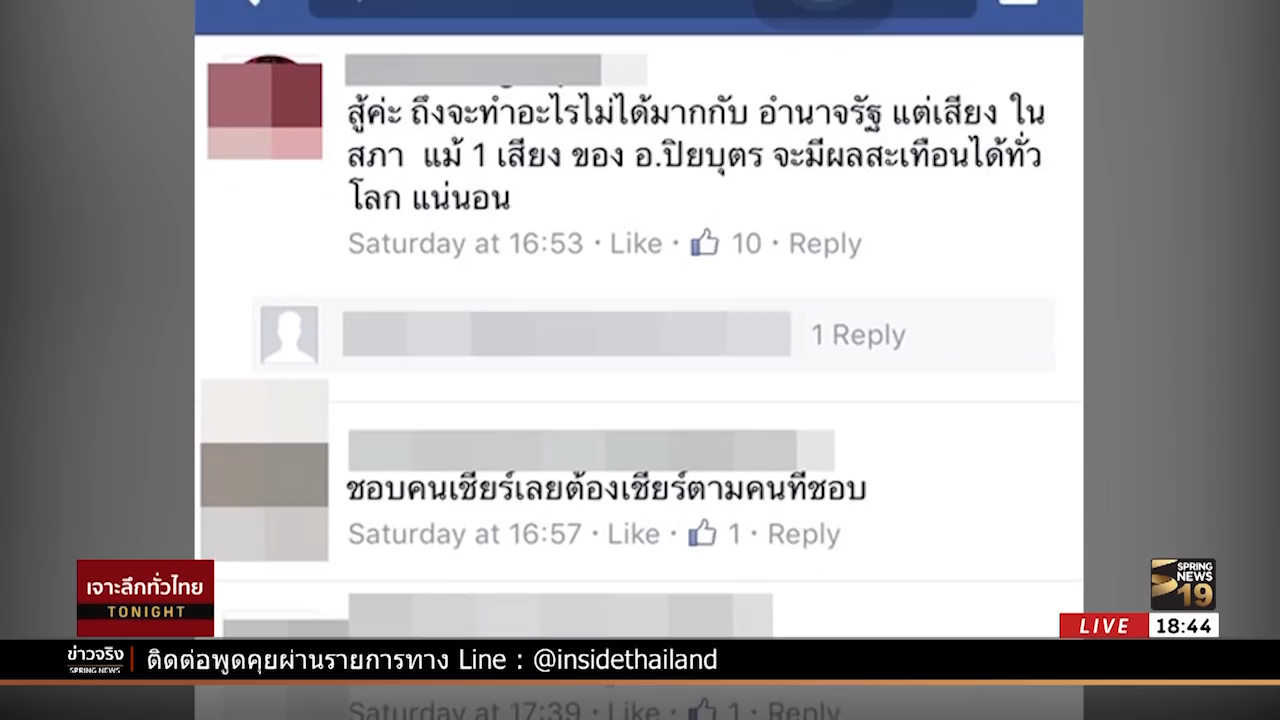 สู้ค่ะ ถึงจะทำอะไรไม่ได้มากกับ อำนาจรัฐ แต่เสียง ใน
สภา แม้ 1 เสียง ของ อ.ปิยบุตร จะมีผลสะเทือนได้ทั่ว
โลก แน่นอน
Saturday at 16:53 · Like · 10 · Reply
1 Reply
ชอบคนเชียร์เลยต้องเชียร์ตามคนที่ชอบ
Saturday at 16:57 · Like · 1 · Reply
เจาะลึกทั่วไทย
TONIGHT
SPRING
NEWS
19
LIVE 18:44
ข่าวจริง
SPRING NEWS
ติดต่อพูดคุยผ่านรายการทาง Line : @insidethailand
Saturday at 17:39 · Like · 1 · Reply